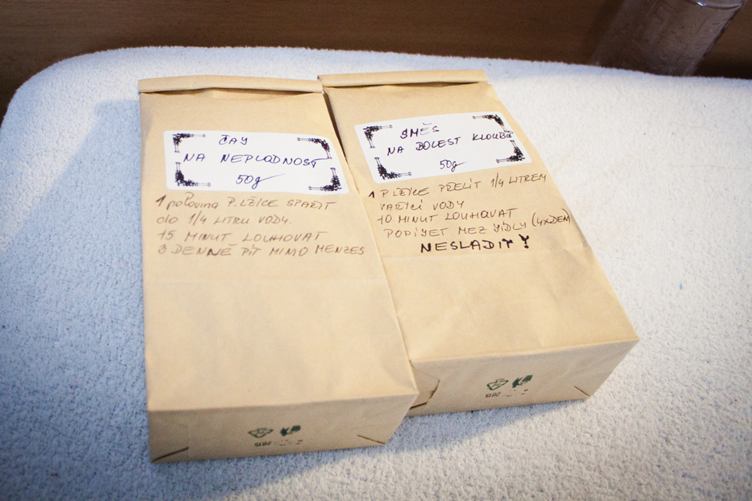 ČAJ
NA NEPLODNOST
50g
1 polovina P.LŽÍCE SPAŘIT
do 1/4 LITRU VODY.
15 MINUT LOUHOVAT
3 DENNĚ PÍT MIMO MENZES
SMĚS
NA BOLEST KLOUBŮ
50g
1 P LŽÍCE PŘELÍT 1/4 LITREM
VAŘÍCÍ VODY
10 MINUT LOUHOVAT
POPÍJET MEZ JÍDLY (4xDEN)
NESLADIT!